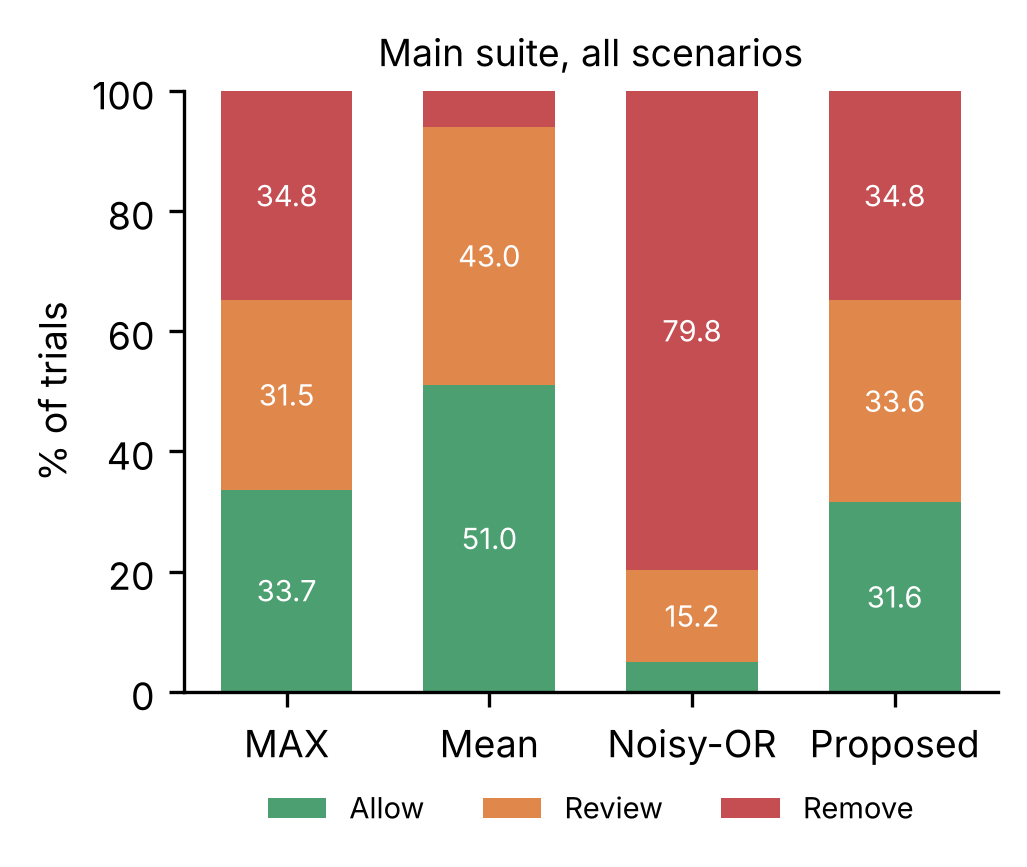 Main suite, all scenarios
% of trials
100
80
60
40
20
0
34.8
31.5
33.7
43.0
51.0
79.8
15.2
34.8
33.6
31.6
MAX
Mean
Noisy-OR
Proposed
Allow
Review
Remove